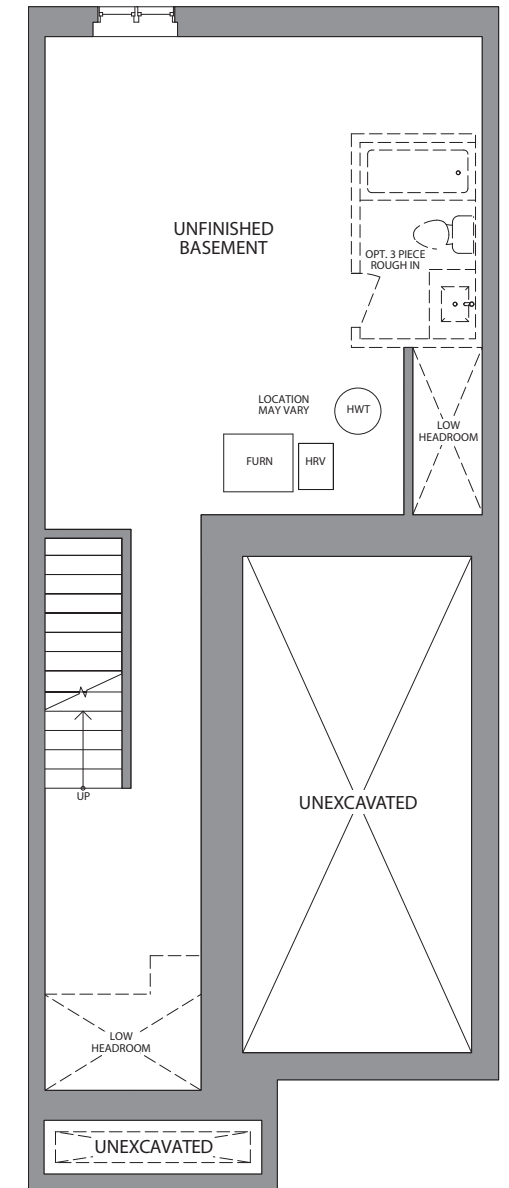 UNFINISHED
BASEMENT
OPT. 3 PIECE
ROUGH IN
LOCATION
MAY VARY
HWT
LOW
HEADROOM
FURN
HRV
UP
UNEXCAVATED
LOW
HEADROOM
UNEXCAVATED